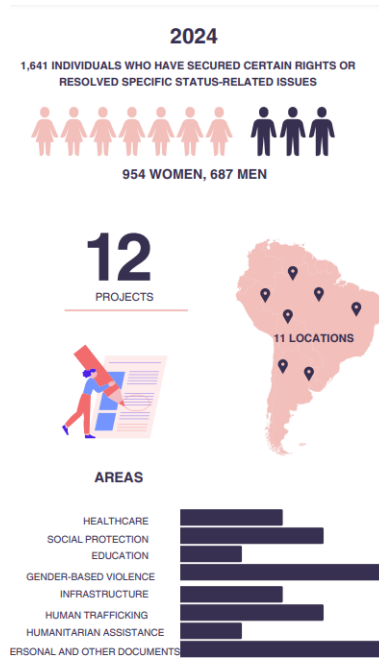 2024
1,641 INDIVIDUALS WHO HAVE SECURED CERTAIN RIGHTS OR
RESOLVED SPECIFIC STATUS-RELATED ISSUES
954 WOMEN, 687 MEN
12
PROJECTS
11 LOCATIONS
AREAS
HEALTHCARE
SOCIAL PROTECTION
EDUCATION
GENDER-BASED VIOLENCE
INFRASTRUCTURE
HUMAN TRAFFICKING
HUMANITARIAN ASSISTANCE
ERSONAL AND OTHER DOCUMENTS